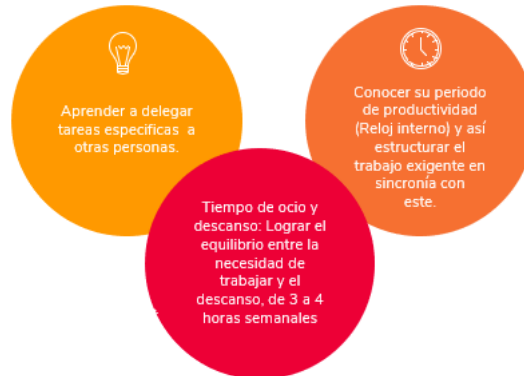 Aprender a delegar
tareas especificas a
otras personas.
Conocer su periodo
de productividad
(Reloj interno) y así
estructurar el
trabajo exigente en
sincronía con
este.
Tiempo de ocio y
descanso: Lograr el
equilibrio entre la
necesidad de
trabajar y el
descanso, de 3 a 4
horas semanales